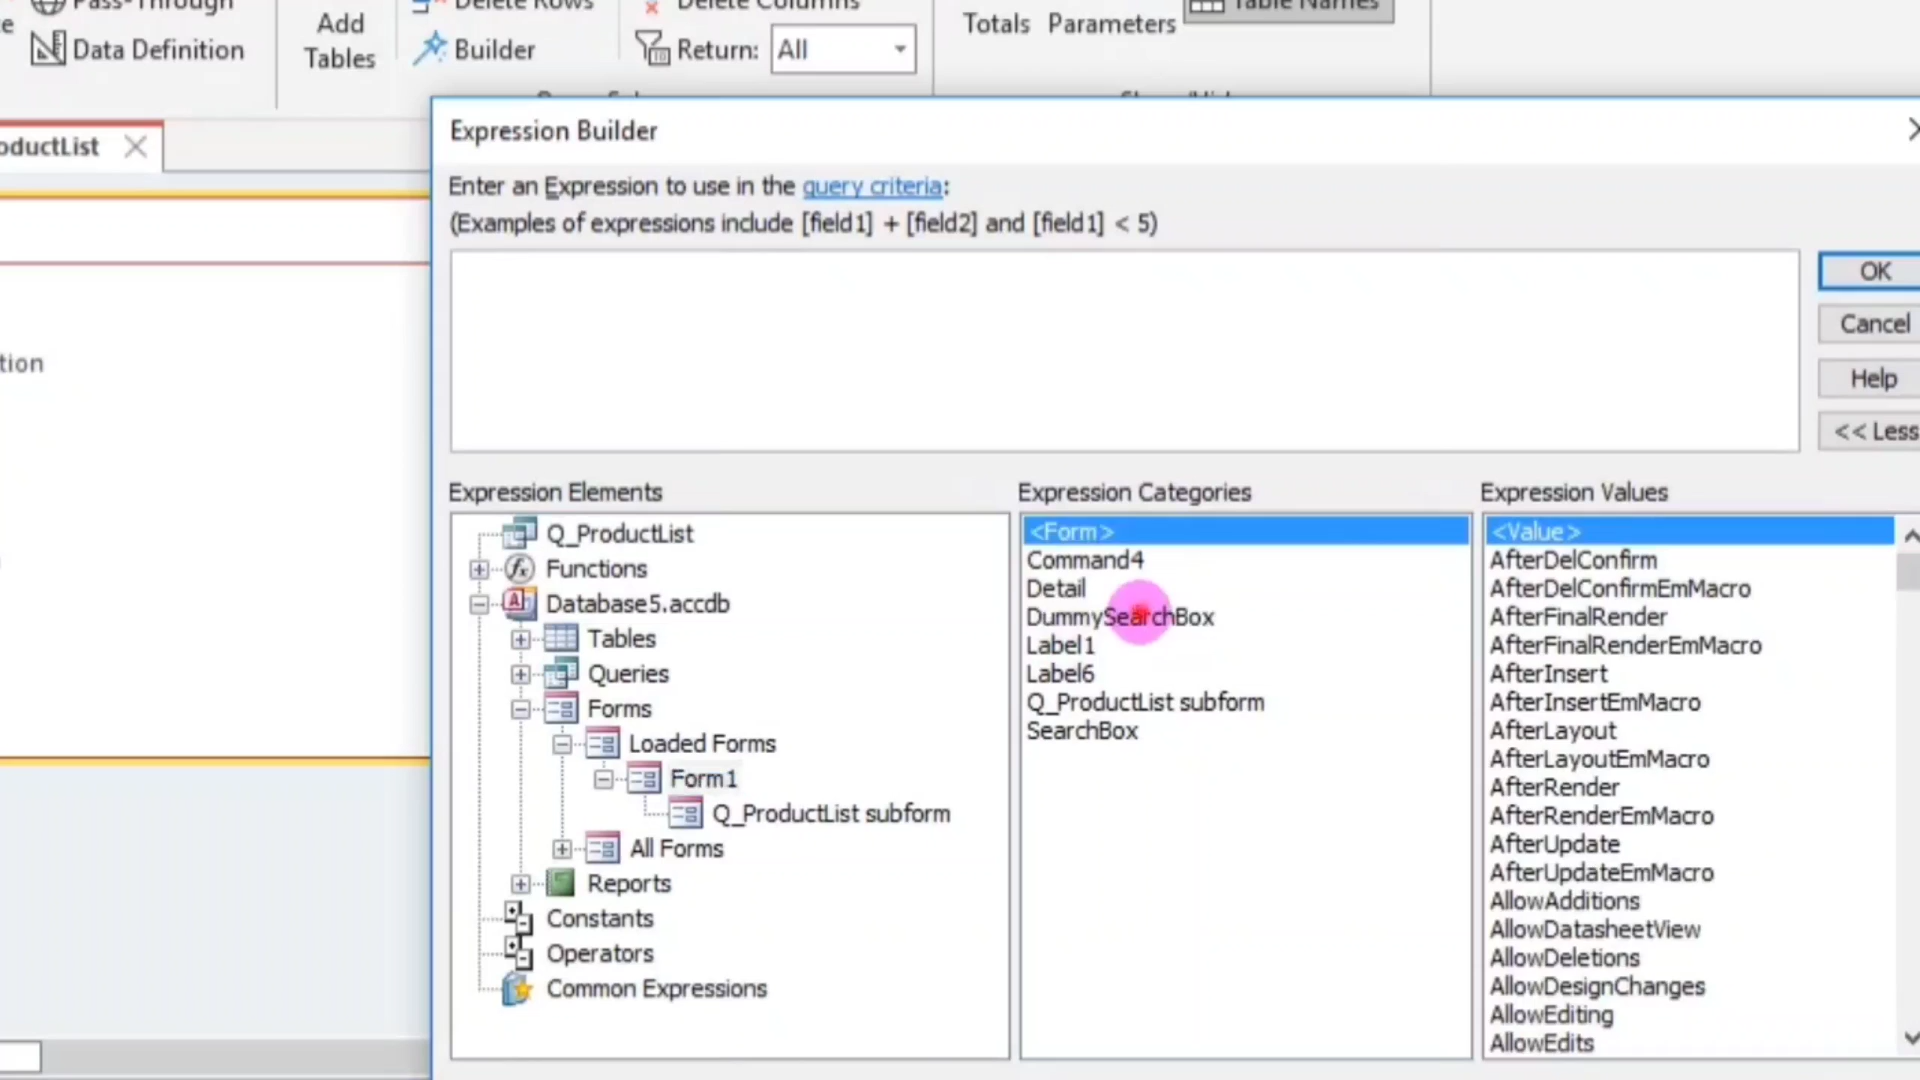 Pass-Through
Delete Rows
Delete Columns
Table Names
Data Definition
Add
Tables
Builder
Return: All
Totals
Parameters
oductList
tion
Expression Builder
Enter an Expression to use in the query criteria:
(Examples of expressions include [field1] + [field2] and [field1] < 5)
OK
Cancel
Help
<< Less
Expression Elements
Q_ProductList
Functions
Database5.accdb
Tables
Queries
Forms
Loaded Forms
Form1
Q_ProductList subform
All Forms
Reports
Constants
Operators
Common Expressions
Expression Categories
<Form>
Command4
Detail
DummySearchBox
Label1
Label6
Q_ProductList subform
SearchBox
Expression Values
<Value>
AfterDelConfirm
AfterDelConfirmEmMacro
AfterFinalRender
AfterFinalRenderEmMacro
AfterInsert
AfterInsertEmMacro
AfterLayout
AfterLayoutEmMacro
AfterRender
AfterRenderEmMacro
AfterUpdate
AfterUpdateEmMacro
AllowAdditions
AllowDatasheetView
AllowDeletions
AllowDesignChanges
AllowEditing
AllowEdits